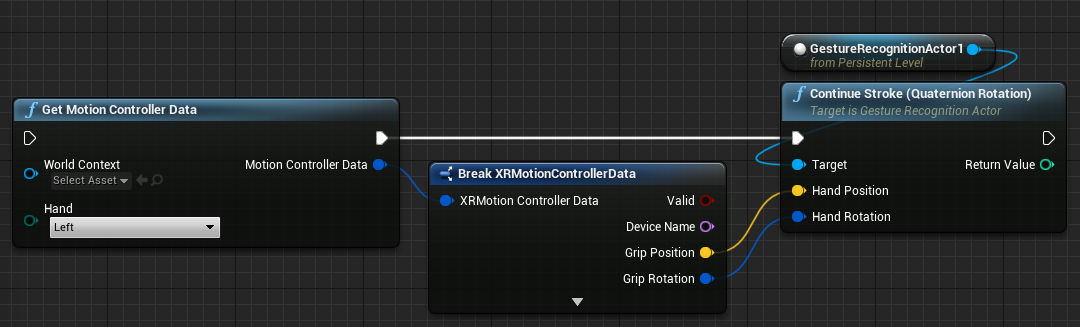 GestureRecognitionActor1
from Persistent Level
f Get Motion Controller Data
World Context
Select Asset
Motion Controller Data
Hand
Left
Break XRMotionControllerData
XRMotion Controller Data
Valid
Device Name
Grip Position
Grip Rotation
f Continue Stroke (Quaternion Rotation)
Target is Gesture Recognition Actor
Target
Return Value
Hand Position
Hand Rotation